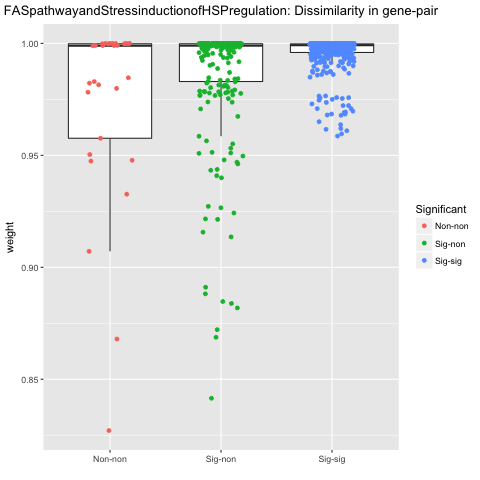 FASpathwayandStressinductionofHSPregulation: Dissimilarity in gene-pair
1.00
0.95
0.90
0.85
weight
Non-non
Sig-non
Sig-sig
Significant
Non-non
Sig-non
Sig-sig